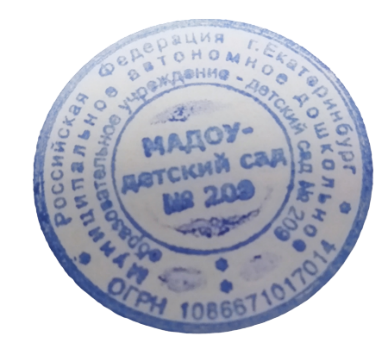 Российская Федерация г.Екатеринбург
ОГРН 1086671017014
Муниципальное автономное дошкольное
образовательное учреждение - детский сад № 209
МАДОУ-
детский сад
№ 209